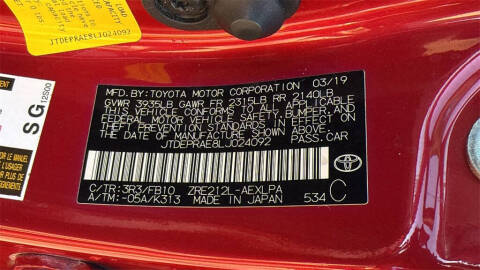 JTDEPRAE8LJ024092
SG
12S00
MFD. BY: TOYOTA MOTOR CORPORATION 03/19
GVWR 3935LB GAWR FR 2315LB RR 2140LB
THIS VEHICLE CONFORMS TO ALL APPLICABLE
FEDERAL MOTOR VEHICLE SAFETY, BUMPER, AND
THEFT PREVENTION STANDARDS IN EFFECT ON
THE DATE OF MANUFACTURE SHOWN ABOVE.
JTDEPRAE8LJ024092 PASS.CAR
C/TR: 3R3/FB10 ZRE212L-AEXLPA
A/TM: -05A/K313 MADE IN JAPAN 534 C
TOYOTA